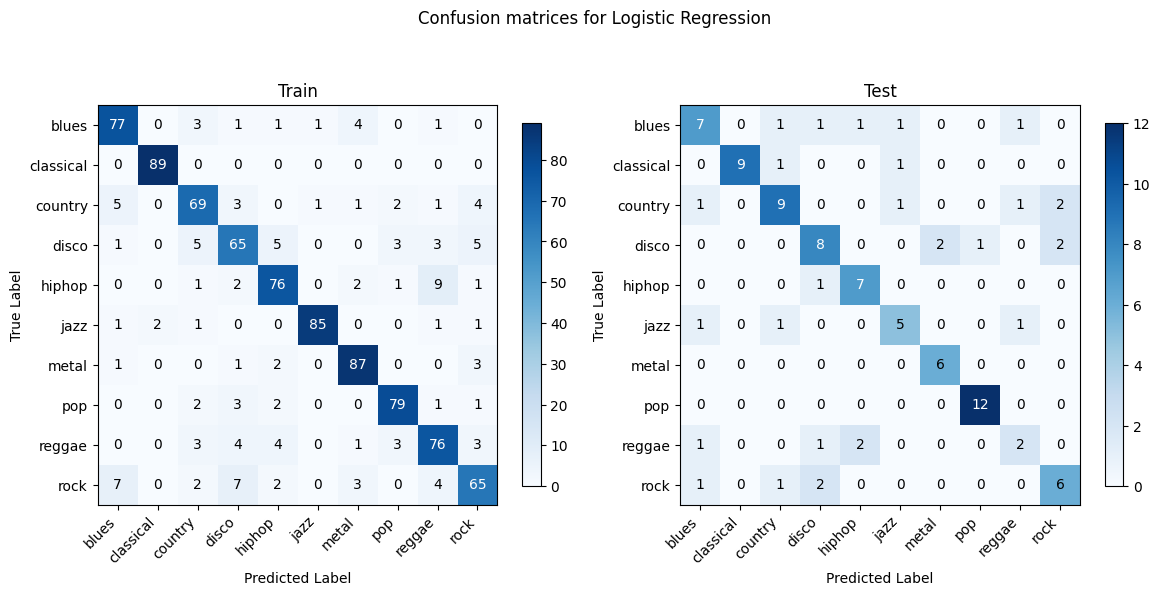 Confusion matrices for Logistic Regression
Train
True Label
blues 77 0 3 1 1 1 4 0 1 0
classical 0 89 0 0 0 0 0 0 0 0
country 5 0 69 3 0 1 1 2 1 4
disco 1 0 5 65 5 0 0 3 3 5
hiphop 0 0 1 2 76 0 2 1 9 1
jazz 1 2 1 0 0 85 0 0 1 1
metal 1 0 0 1 2 0 87 0 0 3
pop 0 0 2 3 2 0 0 79 1 1
reggae 0 0 3 4 4 0 1 3 76 3
rock 7 0 2 7 2 0 3 0 4 65
blues classical country disco hiphop jazz metal pop reggae rock
Predicted Label
80
70
60
50
40
30
20
10
0
Test
True Label
blues 7 0 1 1 1 1 0 0 1 0
classical 0 9 1 0 0 1 0 0 0 0
country 1 0 9 0 0 1 0 0 1 2
disco 0 0 0 8 0 0 2 1 0 2
hiphop 0 0 0 1 7 0 0 0 0 0
jazz 1 0 1 0 0 5 0 0 1 0
metal 0 0 0 0 0 0 6 0 0 0
pop 0 0 0 0 0 0 0 12 0 0
reggae 1 0 0 1 2 0 0 0 2 0
rock 1 0 1 2 0 0 0 0 0 6
blues classical country disco hiphop jazz metal pop reggae rock
Predicted Label
12
10
8
6
4
2
0